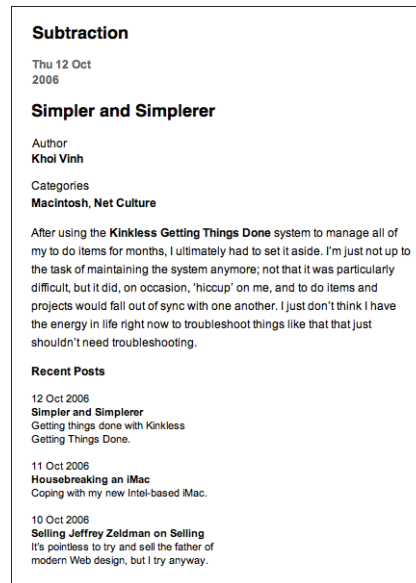 Subtraction
Thu 12 Oct
2006
Simpler and Simplerer
Author
Khoi Vinh
Categories
Macintosh, Net Culture
After using the Kinkless Getting Things Done system to manage all of
my to do items for months, I ultimately had to set it aside. I’m just not up to
the task of maintaining the system anymore; not that it was particularly
difficult, but it did, on occasion, ‘hiccup’ on me, and to do items and
projects would fall out of sync with one another. I just don’t think I have
the energy in life right now to troubleshoot things like that that just
shouldn’t need troubleshooting.
Recent Posts
12 Oct 2006
Simpler and Simplerer
Getting things done with Kinkless
Getting Things Done.
11 Oct 2006
Housebreaking an iMac
Coping with my new Intel-based iMac.
10 Oct 2006
Selling Jeffrey Zeldman on Selling
It’s pointless to try and sell the father of
modern Web design, but I try anyway.